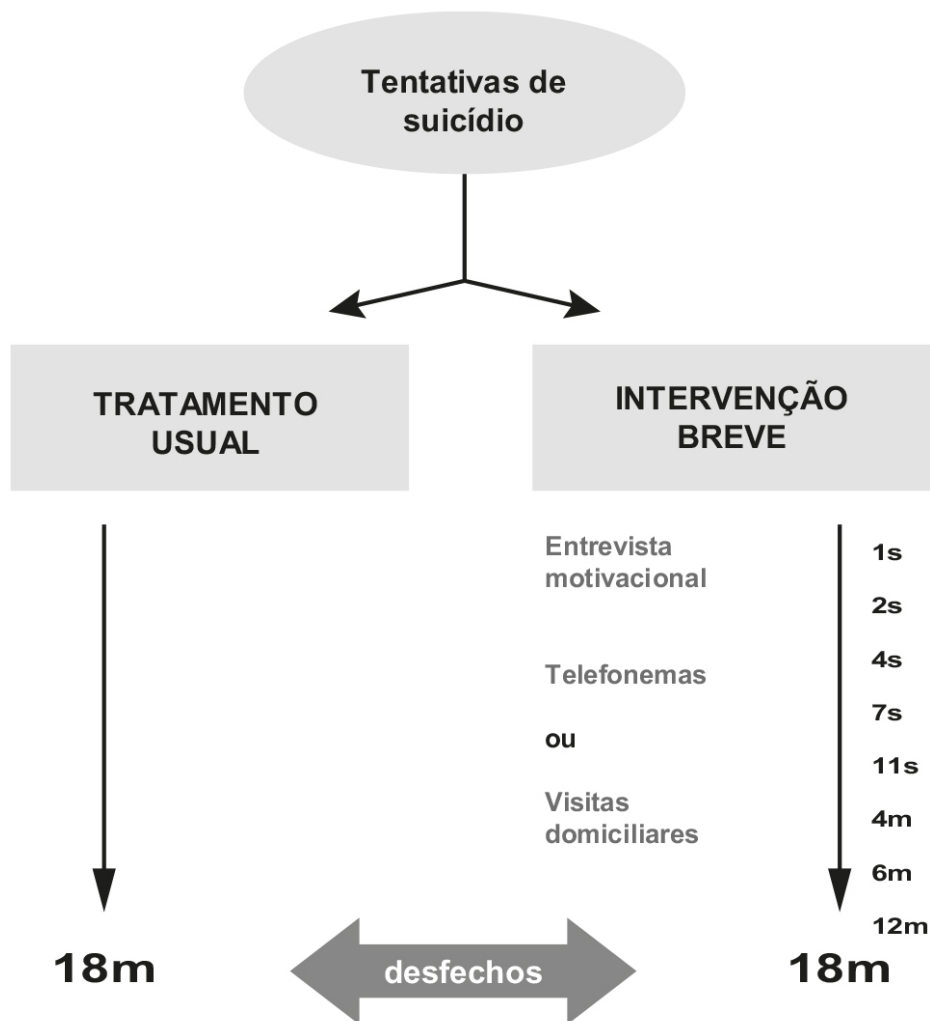 Tentativas de
suicídio
TRATAMENTO
USUAL
INTERVENÇÃO
BREVE
Entrevista
motivacional
Telefonemas
ou
Visitas
domiciliares
1s
2s
4s
7s
11s
4m
6m
12m
18m
desfechos
18m